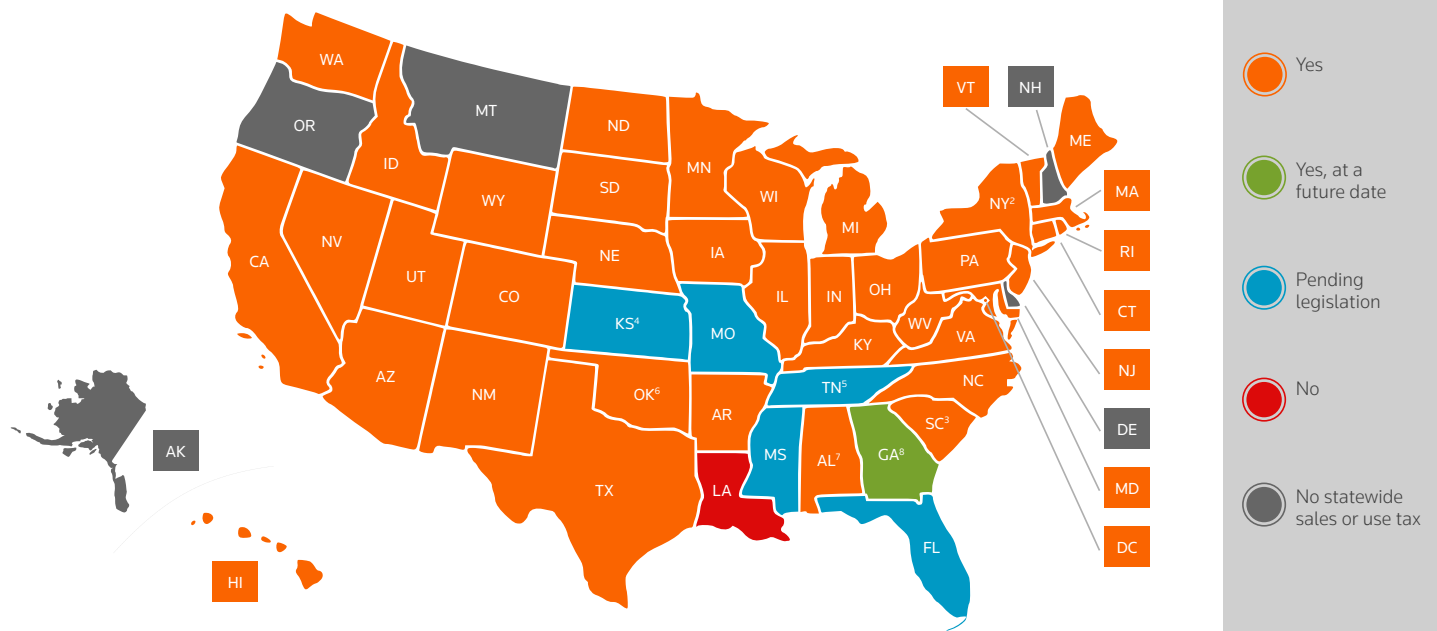 WA
MT
OR
ID
ND
MN
SD
WY
WI
MI
NY²
ME
VT
NH
MA
RI
CT
NJ
DE
MD
DC
CA
NV
UT
CO
NE
IA
IL
IN
OH
PA
WV
VA
KY
KS⁴
MO
TN⁵
NC
SC³
AZ
NM
OK⁶
AR
TX
LA
MS
AL⁷
GA⁸
FL
AK
HI
Yes
Yes, at a
future date
Pending
legislation
No
No statewide
sales or use tax